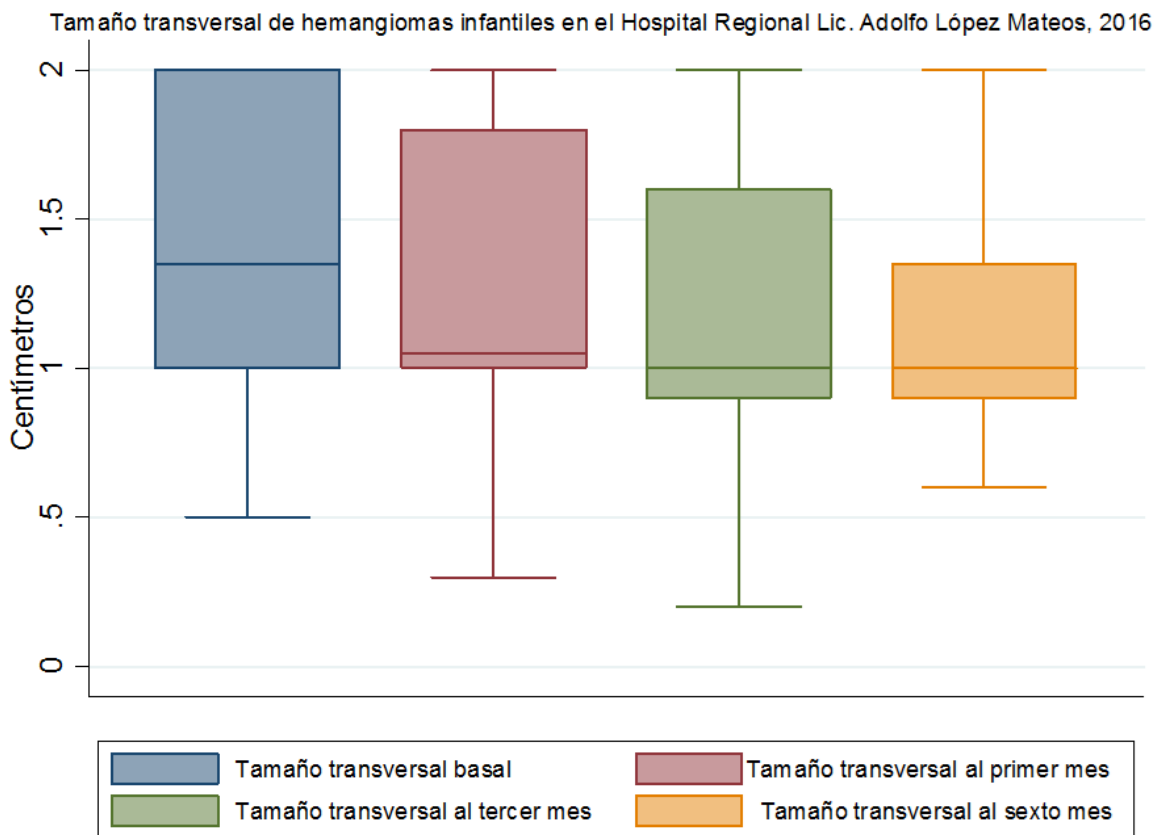 Tamaño transversal de hemangiomas infantiles en el Hospital Regional Lic. Adolfo López Mateos, 2016
Centímetros
2
1.5
1
.5
0
Tamaño transversal basal
Tamaño transversal al primer mes
Tamaño transversal al tercer mes
Tamaño transversal al sexto mes